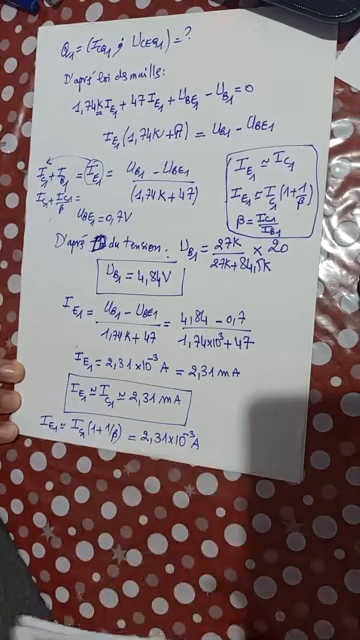 Q1 = (ICQ1 ; UCEQ1) = ?
D'après loi des mailles:
1,74K IE1 + 47 IE1 + UBE1 - UB1 = 0
IE1 (1,74K + 47) = UB1 - UBE1
IC1 + IB1 = IE1 = UB1 - UBE1 / (1,74K + 47)
IC1 + IC1/β =
UBE1 = 0,7V
IE1 ≃ IC1
IE1 = IC1 (1 + 1/β)
β = IC1/IB1
D'après du tension: UB1 = 27K / 27K + 84,5K × 20
UB1 = 4,84V
IE1 = UB1 - UBE1 / 1,74K + 47 = 4,84 - 0,7 / 1,74×10³ + 47
IE1 = 2,31×10⁻³ A = 2,31 mA
IE1 ≃ IC1 ≃ 2,31 mA
IE1 ≃ IC1 (1 + 1/β) = 2,31×10⁻³ A